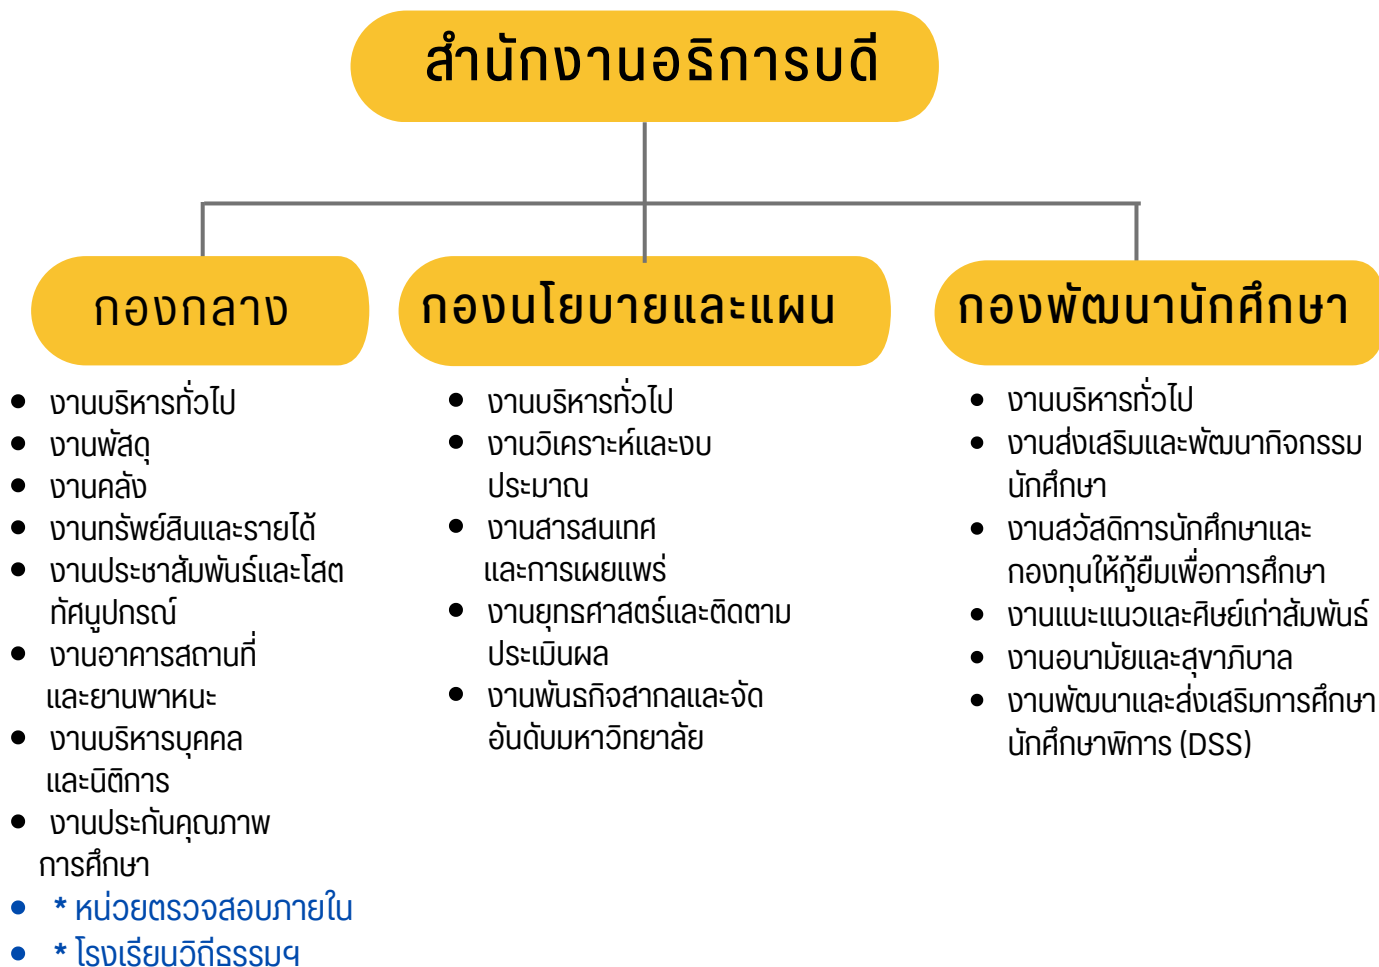 สำนักงานอธิการบดี
กองกลาง
• งานบริหารทั่วไป
• งานพัสดุ
• งานคลัง
• งานทรัพย์สินและรายได้
• งานประชาสัมพันธ์และโสต
ทัศนูปกรณ์
• งานอาคารสถานที่
และยานพาหนะ
• งานบริหารบุคคล
และนิติการ
• งานประกันคุณภาพ
การศึกษา
• * หน่วยตรวจสอบภายใน
• * โรงเรียนวิถีธรรมฯ
กองนโยบายและแผน
• งานบริหารทั่วไป
• งานวิเคราะห์และงบ
ประมาณ
• งานสารสนเทศ
และการเผยแพร่
• งานยุทธศาสตร์และติดตาม
ประเมินผล
• งานพันธกิจสากลและจัด
อันดับมหาวิทยาลัย
กองพัฒนานักศึกษา
• งานบริหารทั่วไป
• งานส่งเสริมและพัฒนากิจกรรม
นักศึกษา
• งานสวัสดิการนักศึกษาและ
กองทุนให้กู้ยืมเพื่อการศึกษา
• งานแนะแนวและศิษย์เก่าสัมพันธ์
• งานอนามัยและสุขาภิบาล
• งานพัฒนาและส่งเสริมการศึกษา
นักศึกษาพิการ (DSS)